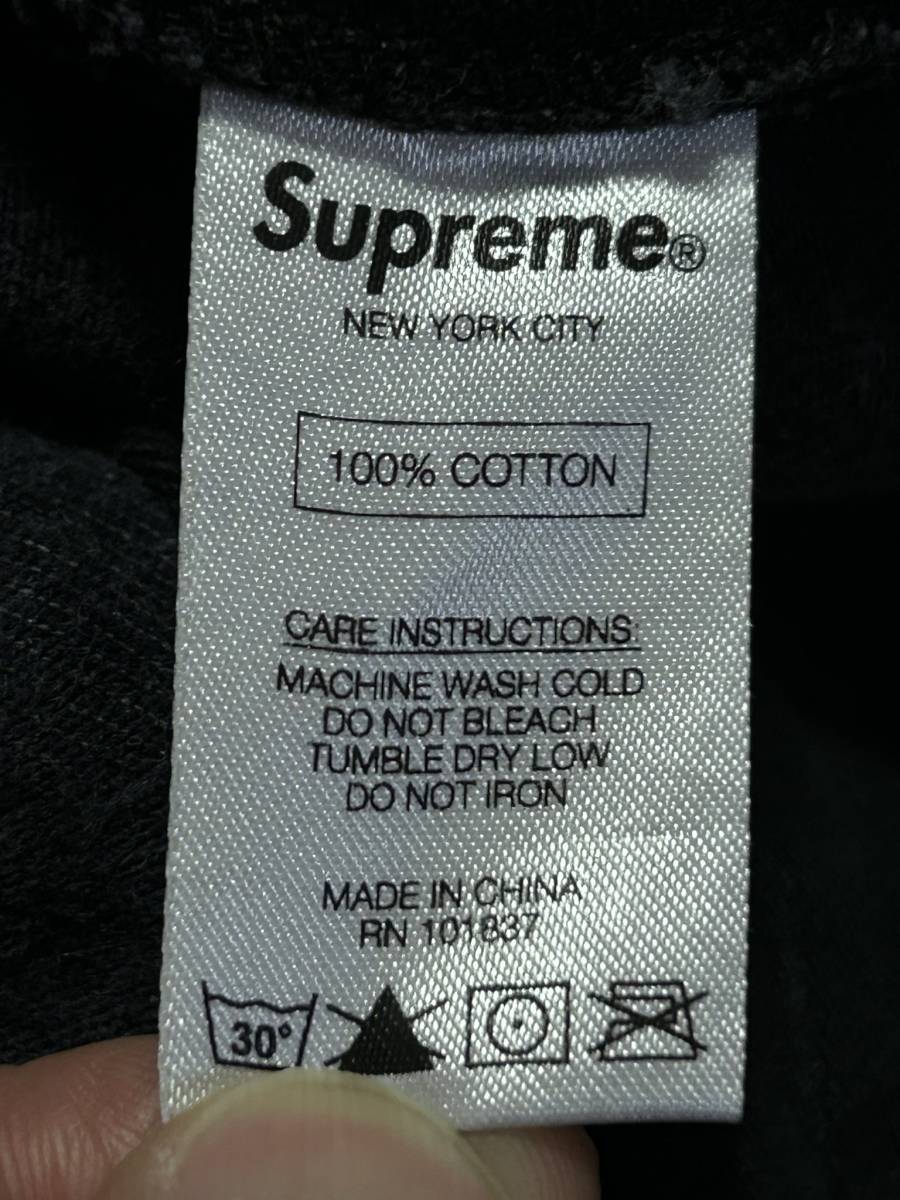 Supreme®
NEW YORK CITY
100% COTTON
CARE INSTRUCTIONS:
MACHINE WASH COLD
DO NOT BLEACH
TUMBLE DRY LOW
DO NOT IRON
MADE IN CHINA
RN 101837
30°